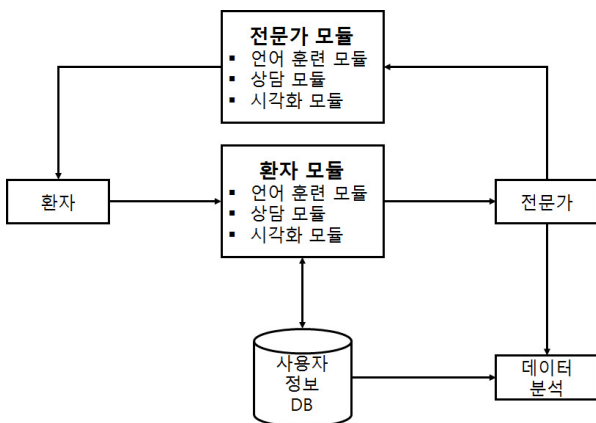 전문가 모듈
▪ 언어 훈련 모듈
▪ 상담 모듈
▪ 시각화 모듈
환자 모듈
▪ 언어 훈련 모듈
▪ 상담 모듈
▪ 시각화 모듈
환자
전문가
사용자
정보
DB
데이터
분석